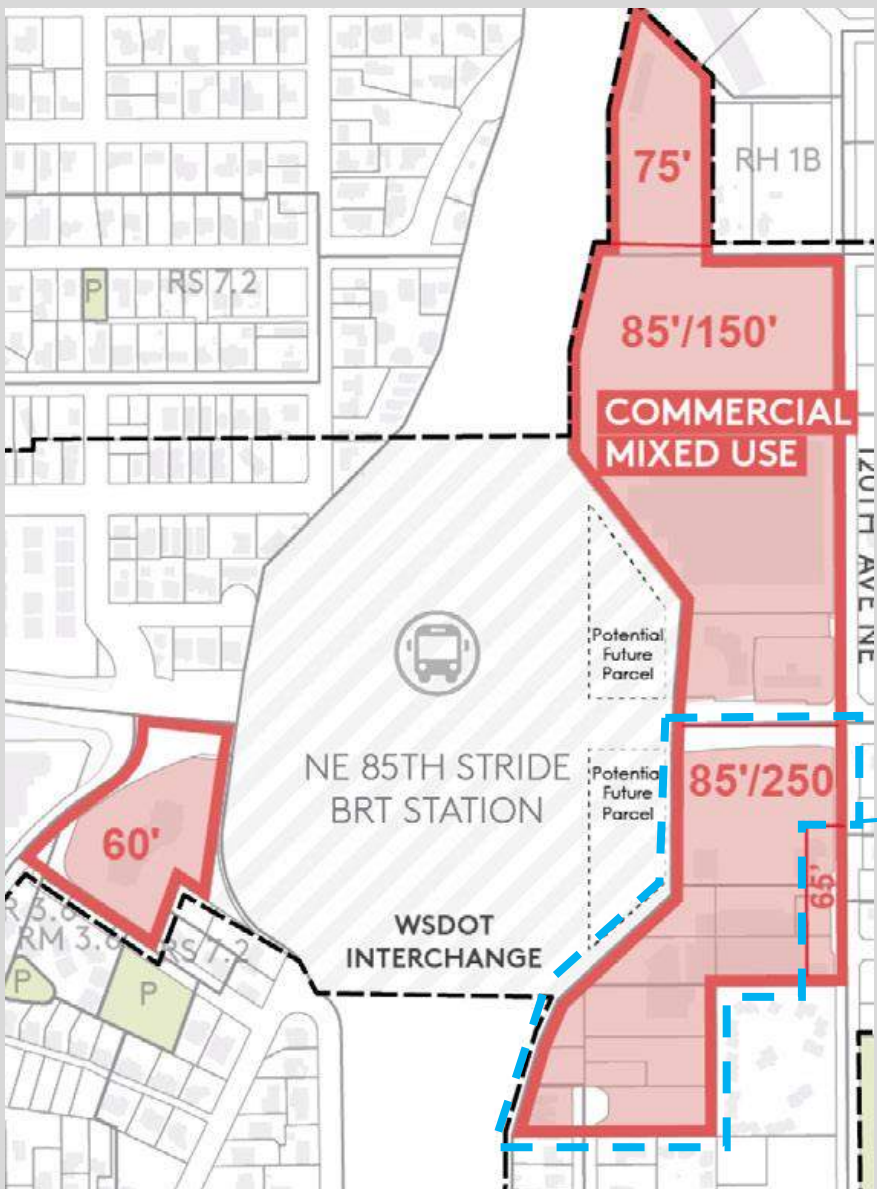 75'
RH 1B
P
RS 7.2
85'/150'
COMMERCIAL
MIXED USE
120TH AVE NE
Potential
Future
Parcel
NE 85TH STRIDE
BRT STATION
Potential
Future
Parcel
85'/250
60'
65'
WSDOT
INTERCHANGE
RM 3.6
RS 7.2
P
P